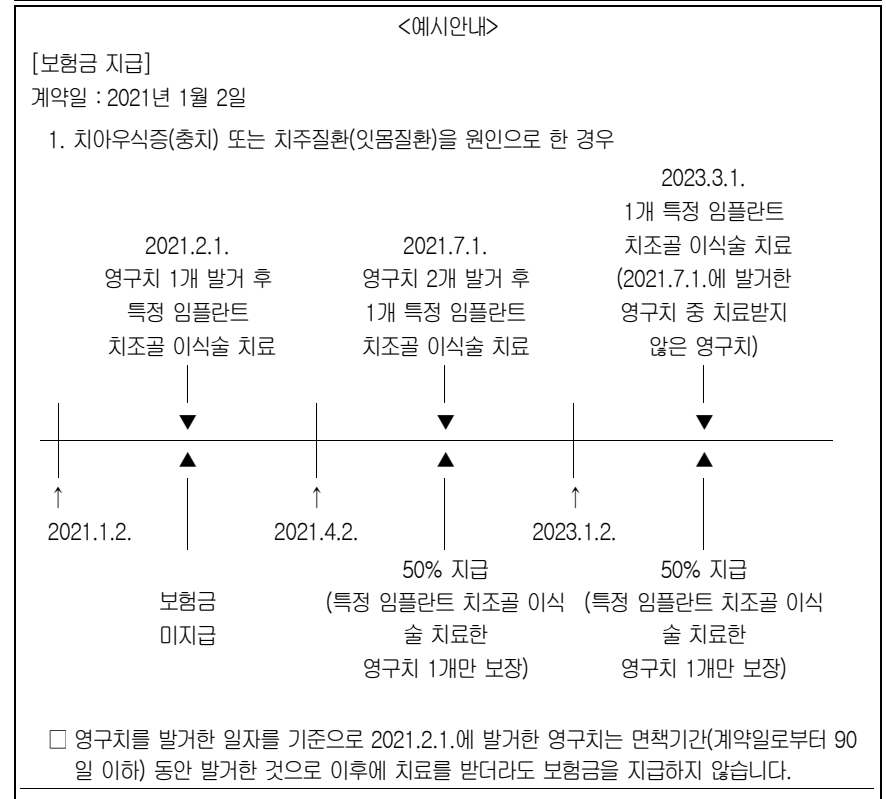 <예시안내>
[보험금 지급]
계약일 : 2021년 1월 2일
1. 치아우식증(충치) 또는 치주질환(잇몸질환)을 원인으로 한 경우
2021.2.1.
영구치 1개 발거 후
특정 임플란트
치조골 이식술 치료
2021.7.1.
영구치 2개 발거 후
1개 특정 임플란트
치조골 이식술 치료
2023.3.1.
1개 특정 임플란트
치조골 이식술 치료
(2021.7.1.에 발거한
영구치 중 치료받지
않은 영구치)
▼ ▼ ▼
▲ ▲ ▲
↑ ↑ ↑
2021.1.2. 2021.4.2. 2023.1.2.
보험금
미지급
50% 지급
(특정 임플란트 치조골 이식
술 치료한
영구치 1개만 보장)
50% 지급
(특정 임플란트 치조골 이식
술 치료한
영구치 1개만 보장)
□ 영구치를 발거한 일자를 기준으로 2021.2.1.에 발거한 영구치는 면책기간(계약일로부터 90
일 이하) 동안 발거한 것으로 이후에 치료를 받더라도 보험금을 지급하지 않습니다.